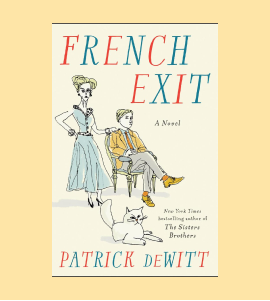 FRENCH
EXIT
A Novel
New York Times
bestselling author of
The Sisters
Brothers
PATRICK DEWITT